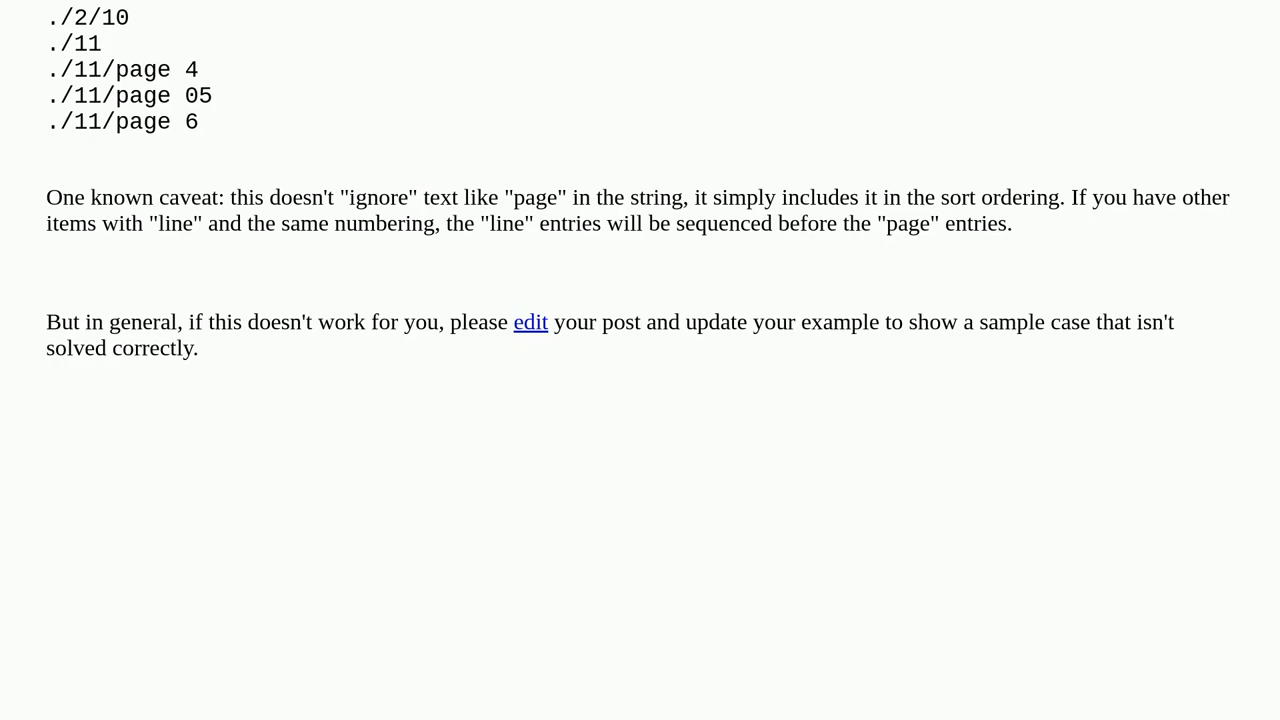 ./2/10
./11
./11/page 4
./11/page 05
./11/page 6
One known caveat: this doesn't "ignore" text like "page" in the string, it simply includes it in the sort ordering. If you have other
items with "line" and the same numbering, the "line" entries will be sequenced before the "page" entries.
But in general, if this doesn't work for you, please edit your post and update your example to show a sample case that isn't
solved correctly.